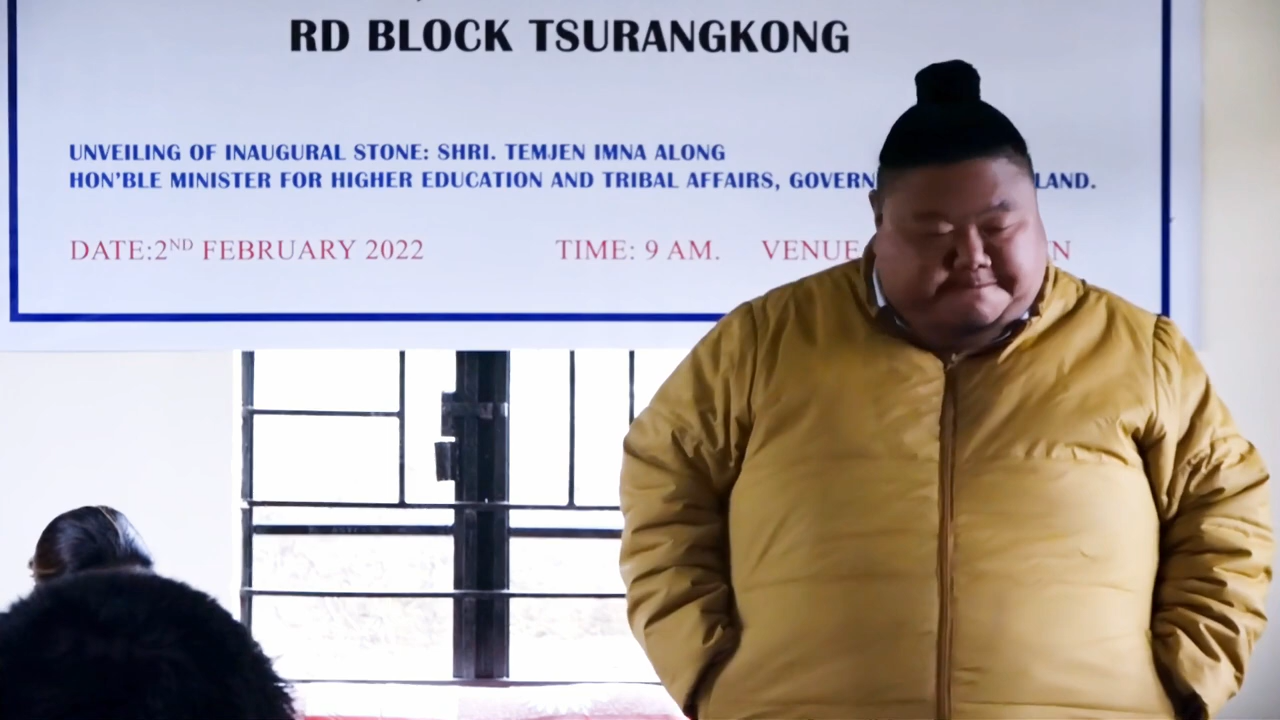 RD BLOCK TSURANGKONG
UNVEILING OF INAUGURAL STONE: SHRI. TEMJEN IMNA ALONG
HON'BLE MINISTER FOR HIGHER EDUCATION AND TRIBAL AFFAIRS, GOVERN LAND.
DATE:2ND FEBRUARY 2022 TIME: 9 AM. VENUE N